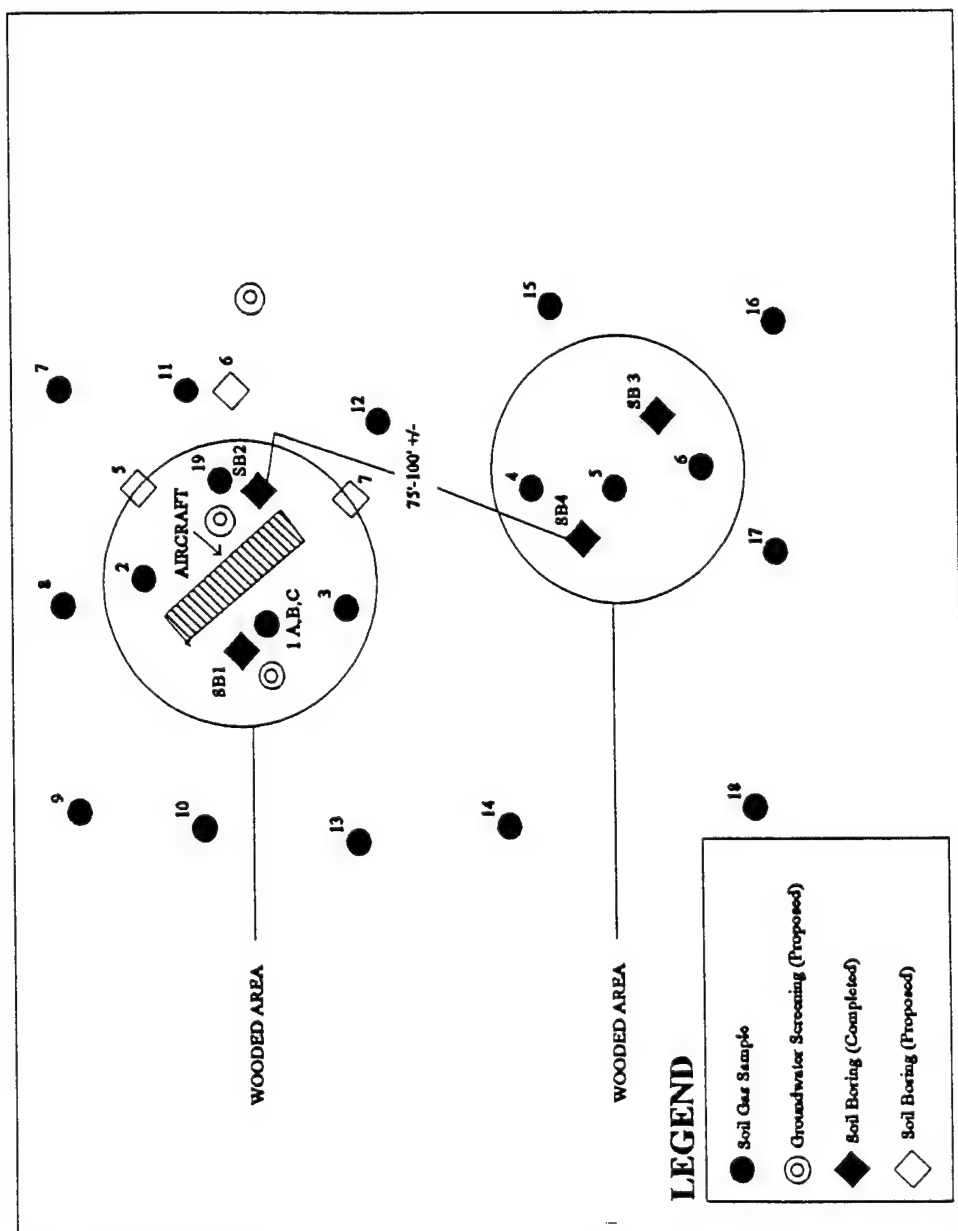 9
8
7
2
5
AIRCRAFT
10
11
19
6
SB1
SB2
WOODED AREA
1 A,B,C
3
13
12
7
75'-100' +/-
14
4
15
SB4
5
WOODED AREA
SB 3
6
18
17
16
LEGEND
Soil Gas Sample
Groundwater Screening (Proposed)
Soil Boring (Completed)
Soil Boring (Proposed)